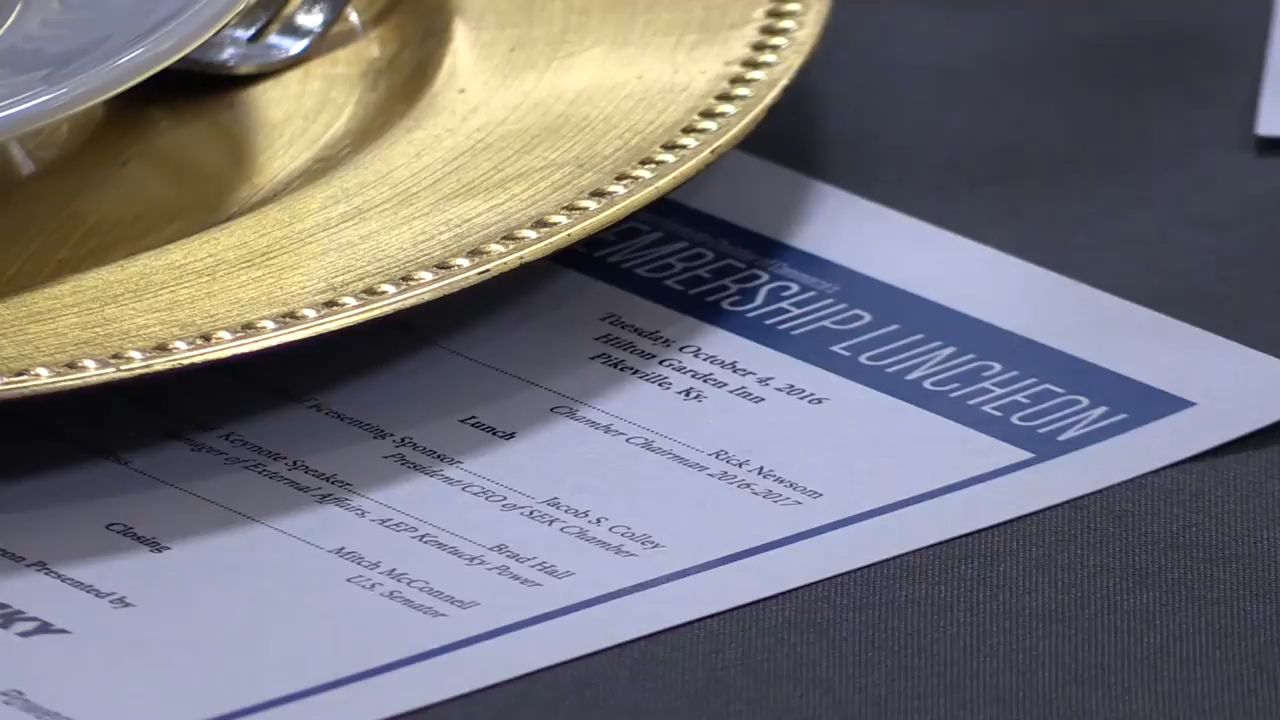 EMBERSHIP LUNCHEON
Tuesday, October 4, 2016
Hilton Garden Inn
Pikeville, Ky.
Rick Newsom
Chamber Chairman 2016-2017
Lunch
Presenting Sponsor Jacob S. Colley
President/CEO of SEK Chamber
Keynote Speaker Brad Hall
of External Affairs, AEP Kentucky Power
Mitch McConnell
U.S. Senator
Closing
Presented by
KY